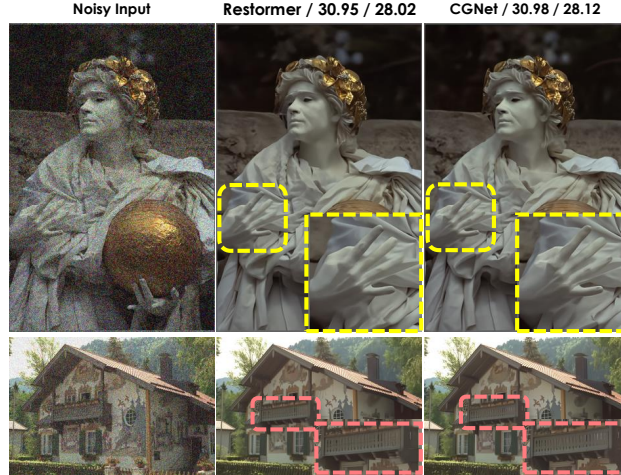 Noisy Input
Restormer / 30.95 / 28.02
CGNet / 30.98 / 28.12